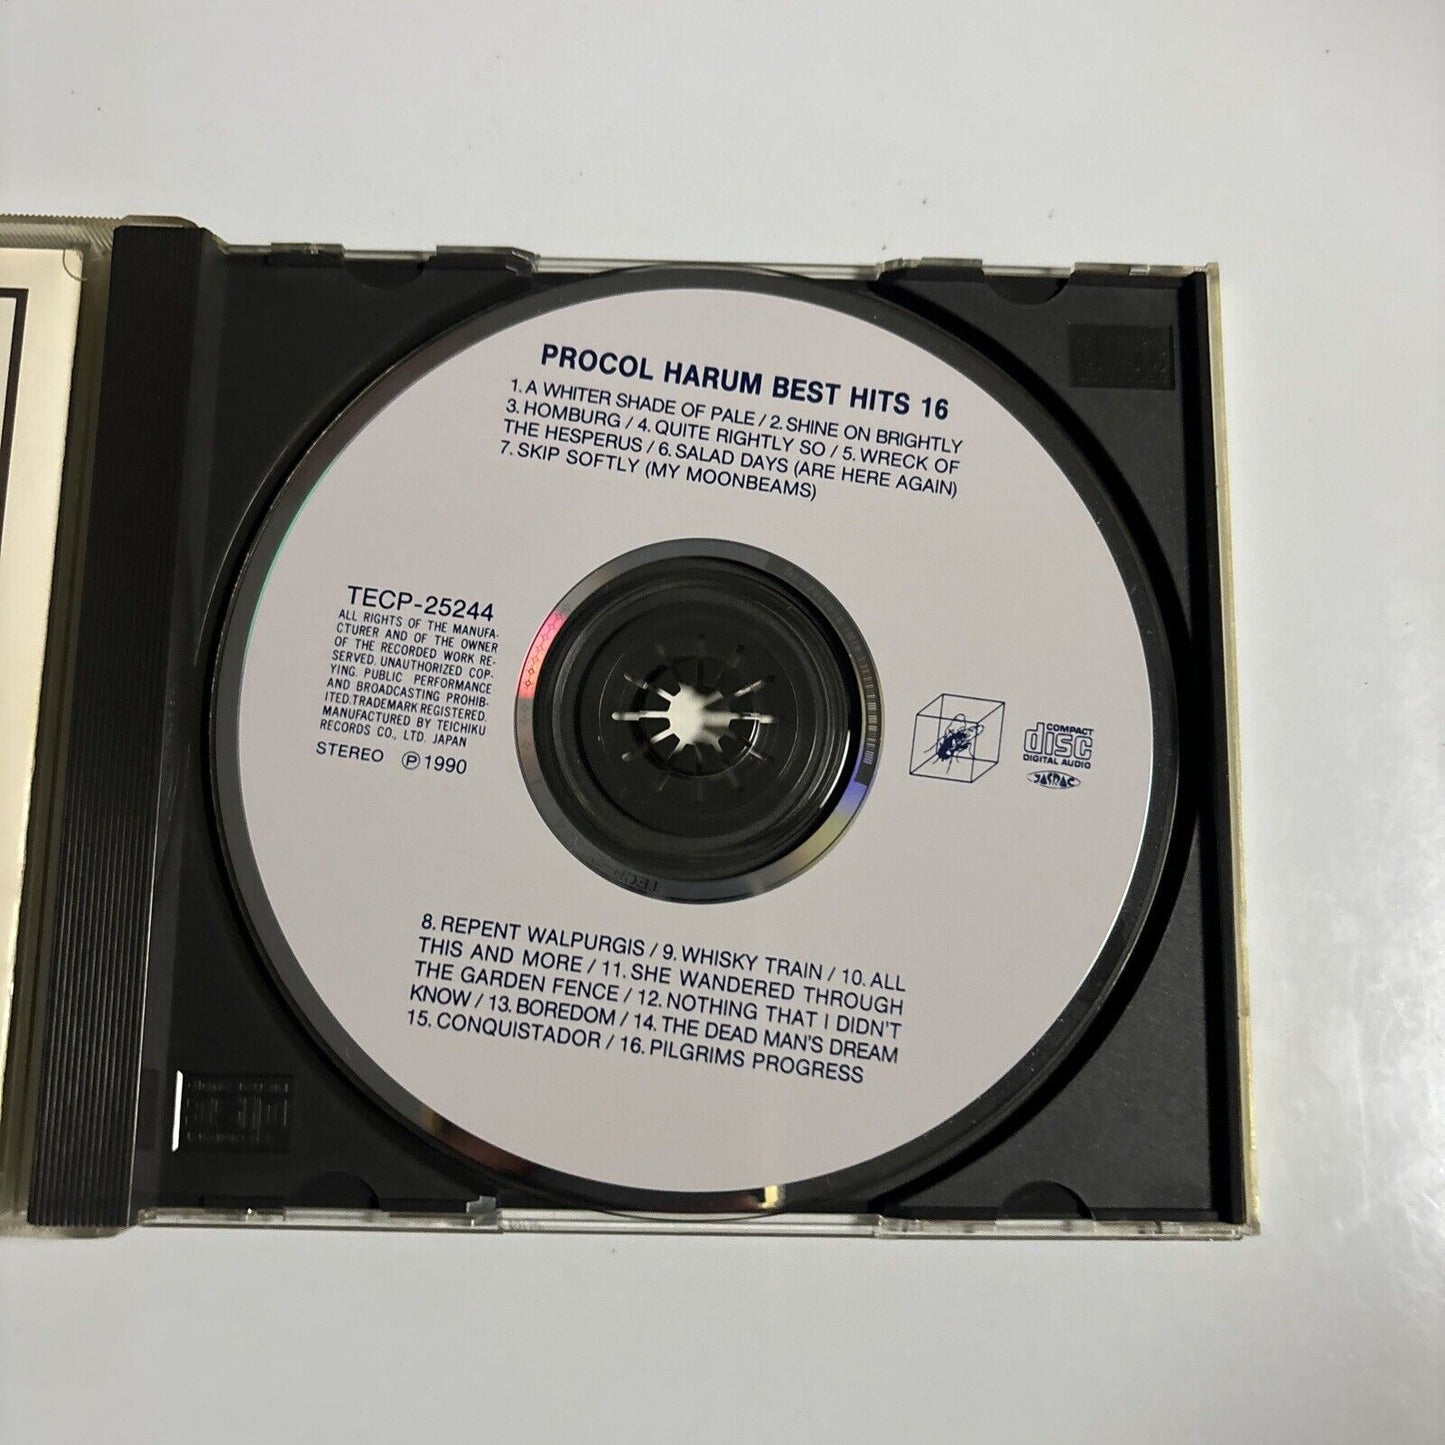 PROCOL HARUM BEST HITS 16
1. A WHITER SHADE OF PALE / 2. SHINE ON BRIGHTLY
3. HOMBURG / 4. QUITE RIGHTLY SO / 5. WRECK OF
THE HESPERUS / 6. SALAD DAYS (ARE HERE AGAIN)
7. SKIP SOFTLY (MY MOONBEAMS)
TECP-25244
ALL RIGHTS OF THE MANUFA-
CTURER AND OF THE OWNER
OF THE RECORDED WORK RE-
SERVED. UNAUTHORIZED COP-
YING. PUBLIC PERFORMANCE
AND BROADCASTING PROHIB-
ITED. TRADEMARK REGISTERED.
MANUFACTURED BY TEICHIKU
RECORDS CO., LTD. JAPAN
STEREO Ⓟ1990
COMPACT
disc
DIGITAL AUDIO
JASRAC
8. REPENT WALPURGIS / 9. WHISKY TRAIN / 10. ALL
THIS AND MORE / 11. SHE WANDERED THROUGH
THE GARDEN FENCE / 12. NOTHING THAT I DIDN'T
KNOW / 13. BOREDOM / 14. THE DEAD MAN'S DREAM
15. CONQUISTADOR / 16. PILGRIMS PROGRESS